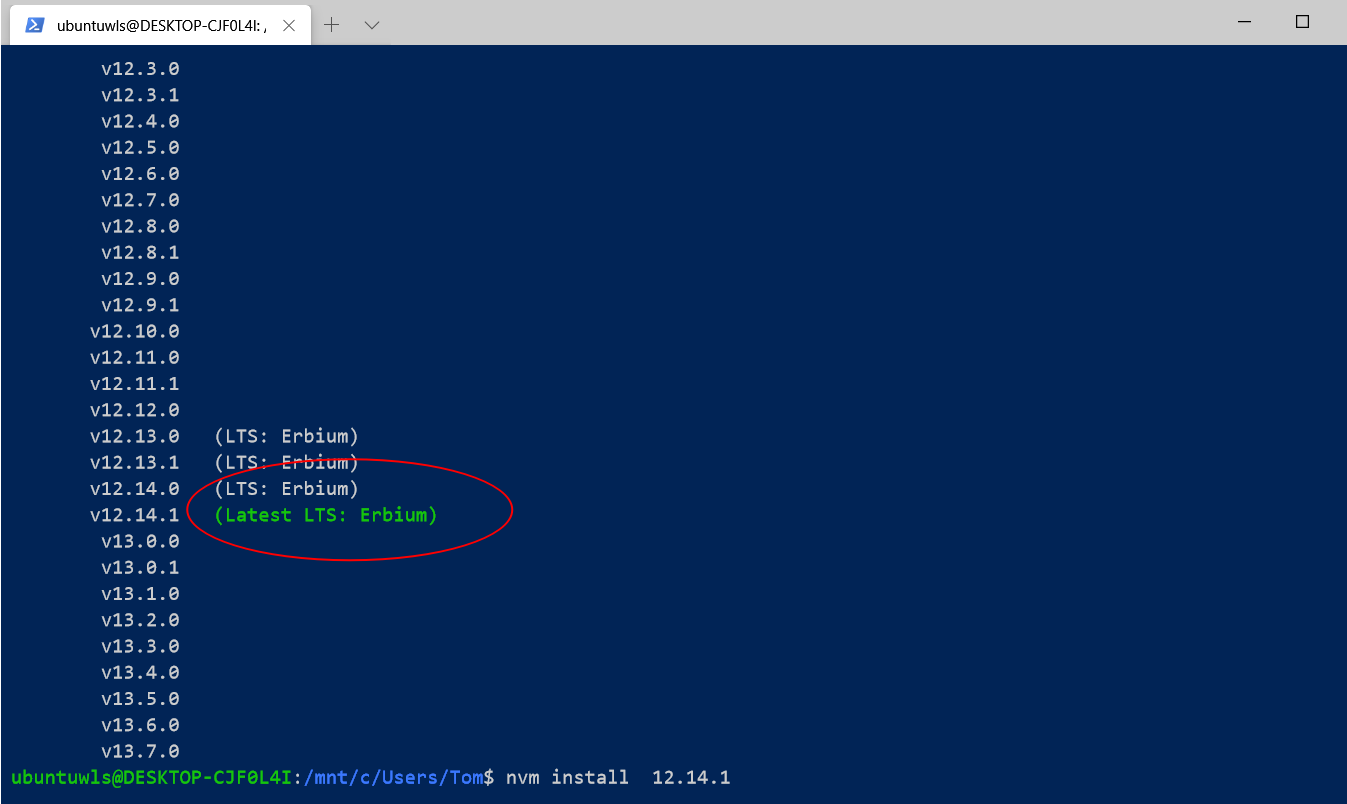 ubuntuwls@DESKTOP-CJF0L4I: /
v12.3.0
v12.3.1
v12.4.0
v12.5.0
v12.6.0
v12.7.0
v12.8.0
v12.8.1
v12.9.0
v12.9.1
v12.10.0
v12.11.0
v12.11.1
v12.12.0
v12.13.0 (LTS: Erbium)
v12.13.1 (LTS: Erbium)
v12.14.0 (LTS: Erbium)
v12.14.1 (Latest LTS: Erbium)
v13.0.0
v13.0.1
v13.1.0
v13.2.0
v13.3.0
v13.4.0
v13.5.0
v13.6.0
v13.7.0
ubuntuwls@DESKTOP-CJF0L4I:/mnt/c/Users/Tom$ nvm install  12.14.1